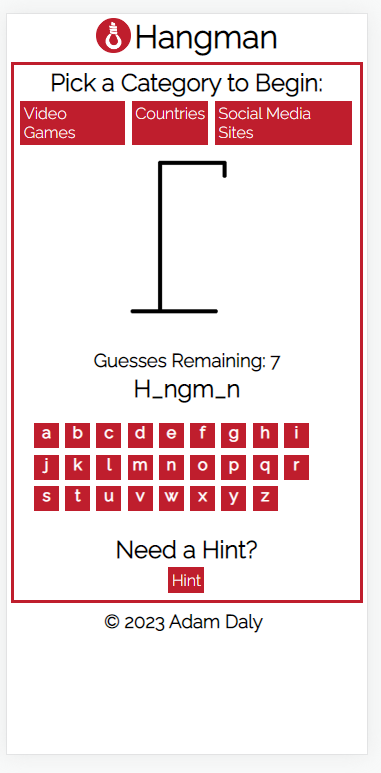 Hangman
Pick a Category to Begin:
Video
Games
Countries
Social Media
Sites
Guesses Remaining: 7
H_ngm_n
a b c d e f g h i
j k l m n o p q r
s t u v w x y z
Need a Hint?
Hint
© 2023 Adam Daly